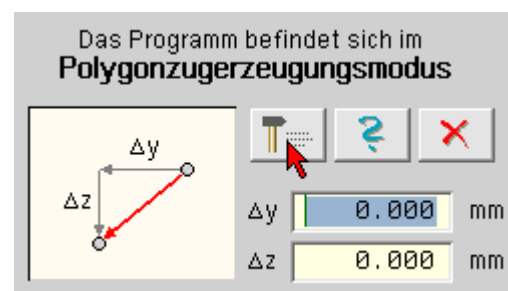 Das Programm befindet sich im
Polygonzugerzeugungsmodus
Δy
Δz
Δy 0.000 mm
Δz 0.000 mm